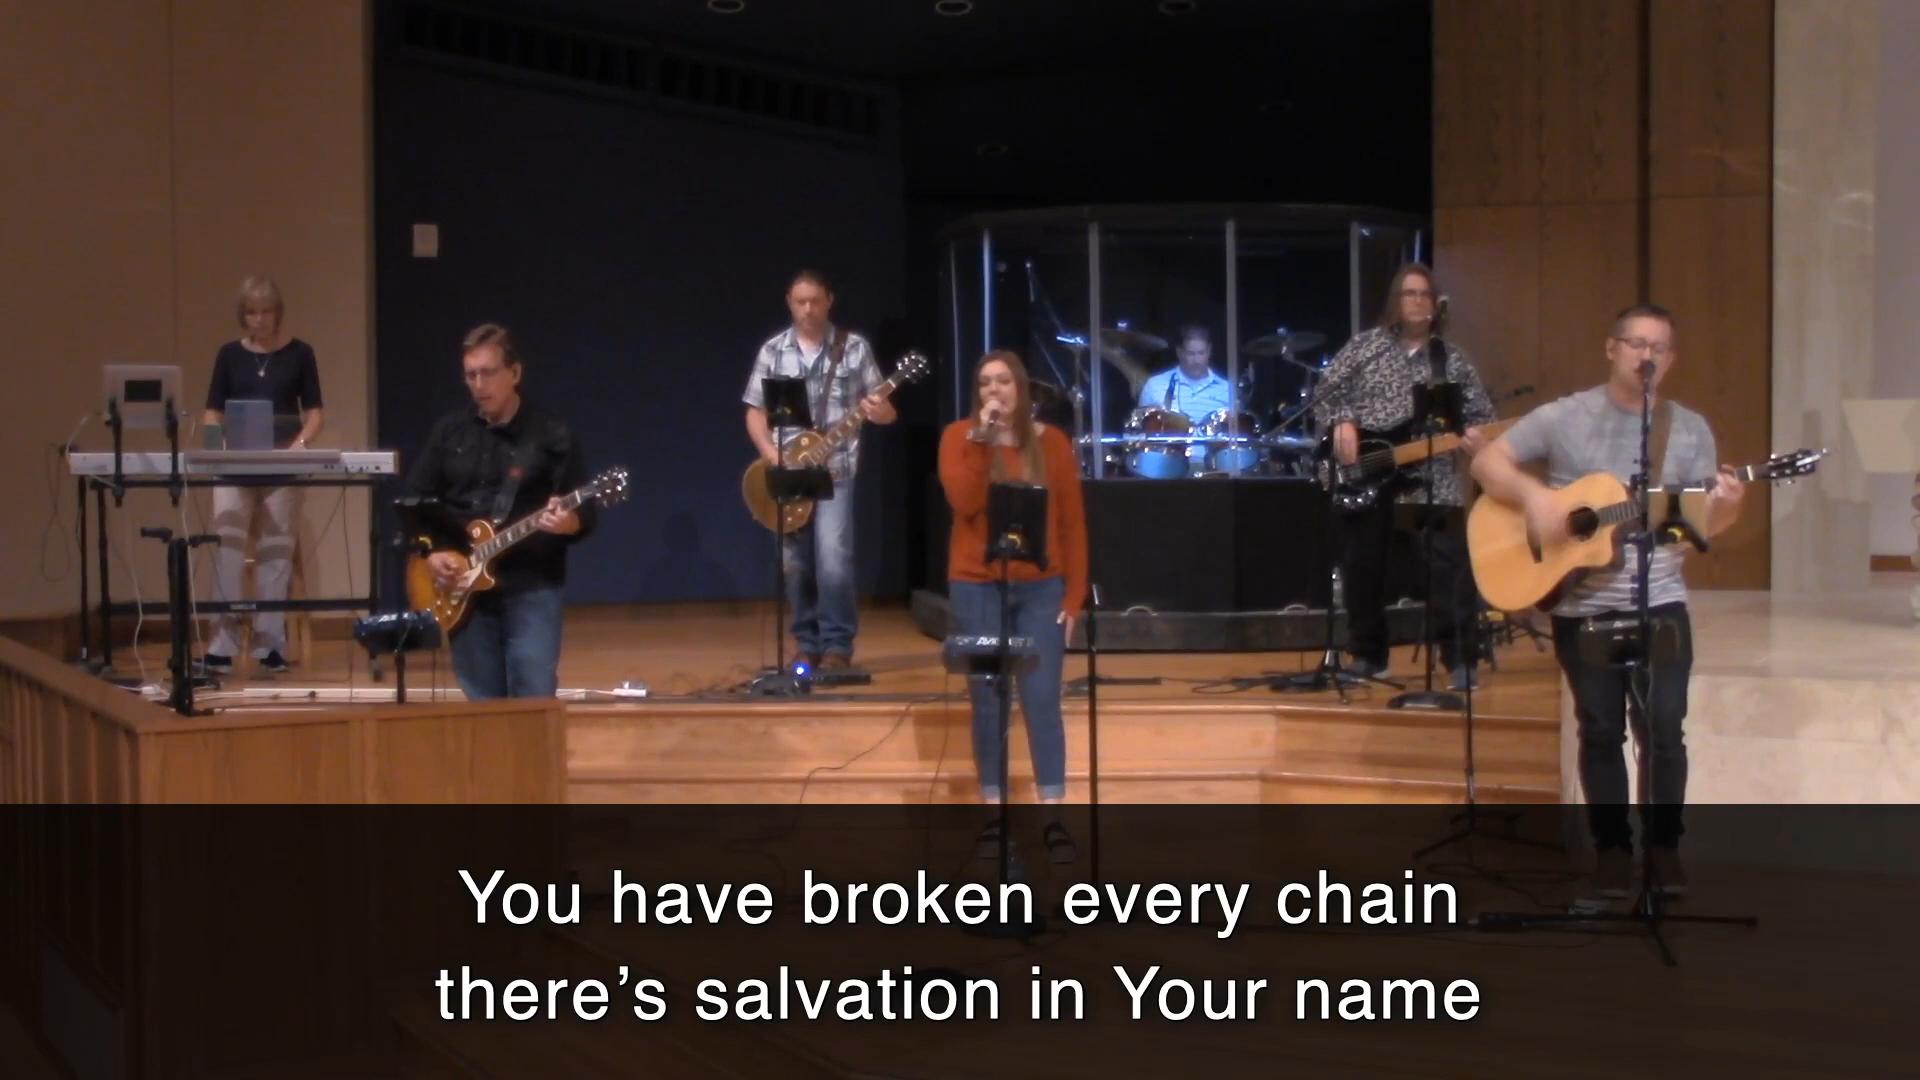 You have broken every chain
there’s salvation in Your name